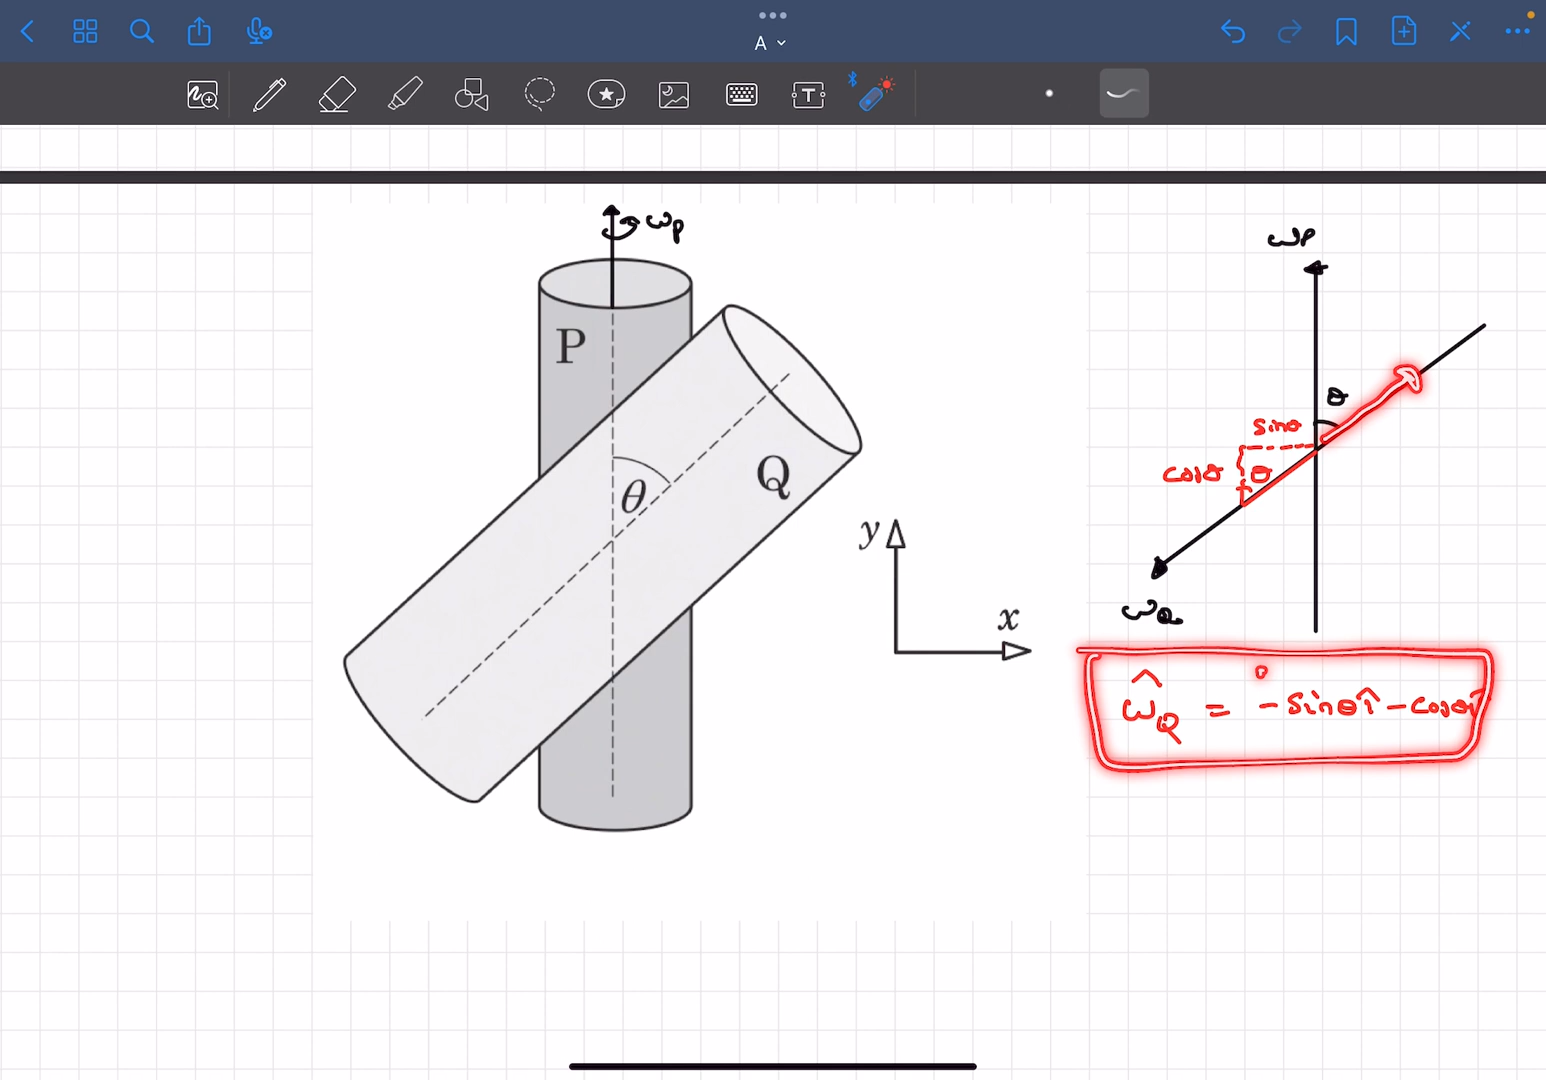 A
ωp
P
Q
θ
y
x
ωP
θ
sinθ
cosθ
θ
ωQ
ω̂Q = -sinθî -cosθĵ